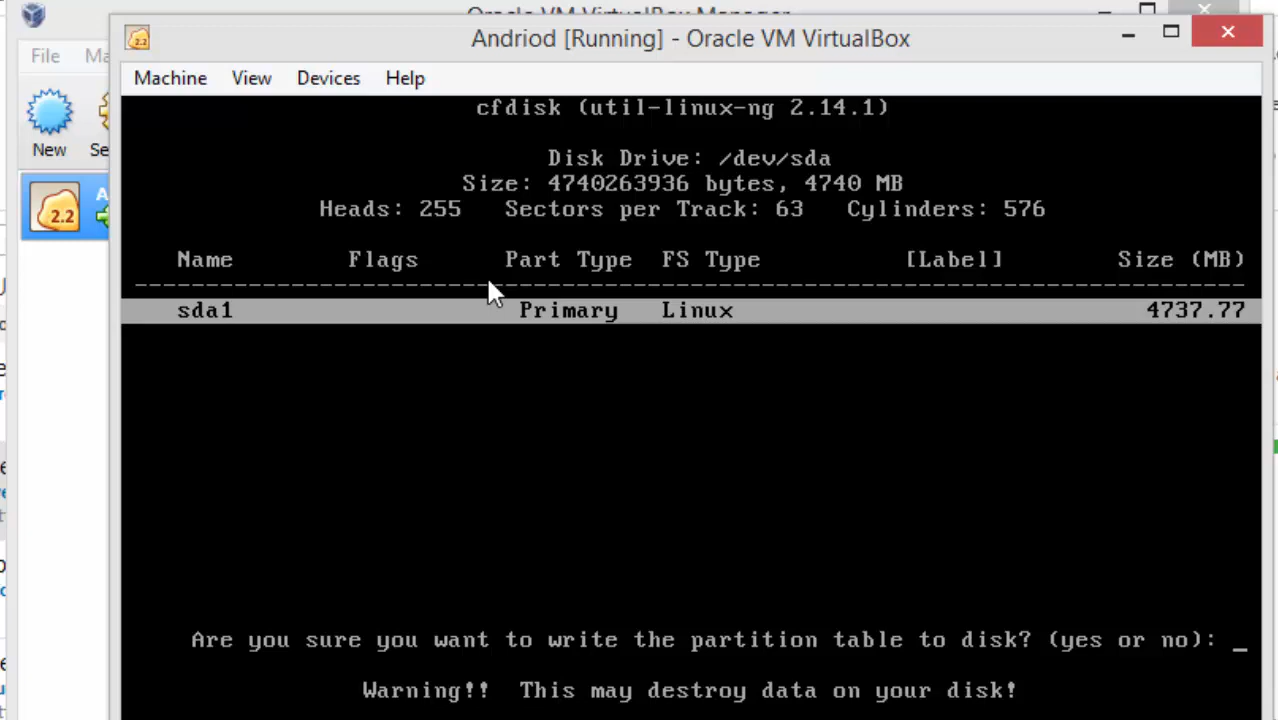 Oracle VM VirtualBox Manager
Andriod [Running] - Oracle VM VirtualBox
File Ma
Machine View Devices Help
New Se
2.2
A
cfdisk (util-linux-ng 2.14.1)
Disk Drive: /dev/sda
Size: 4740263936 bytes, 4740 MB
Heads: 255 Sectors per Track: 63 Cylinders: 576
Name Flags Part Type FS Type [Label] Size (MB)
sda1 Primary Linux 4737.77
Are you sure you want to write the partition table to disk? (yes or no): _
Warning!! This may destroy data on your disk!